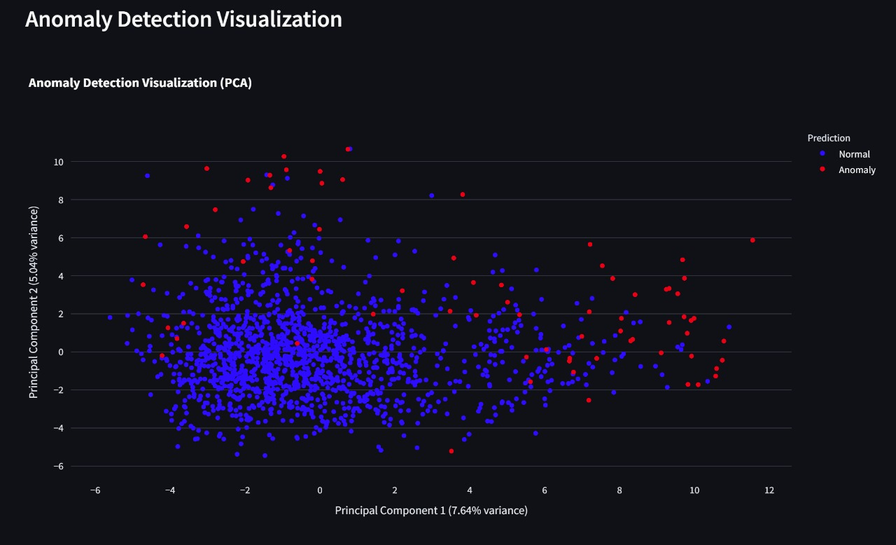 Anomaly Detection Visualization
Anomaly Detection Visualization (PCA)
Prediction
Normal
Anomaly
10
8
6
4
2
0
−2
−4
−6
Principal Component 2 (5.04% variance)
−6 −4 −2 0 2 4 6 8 10 12
Principal Component 1 (7.64% variance)